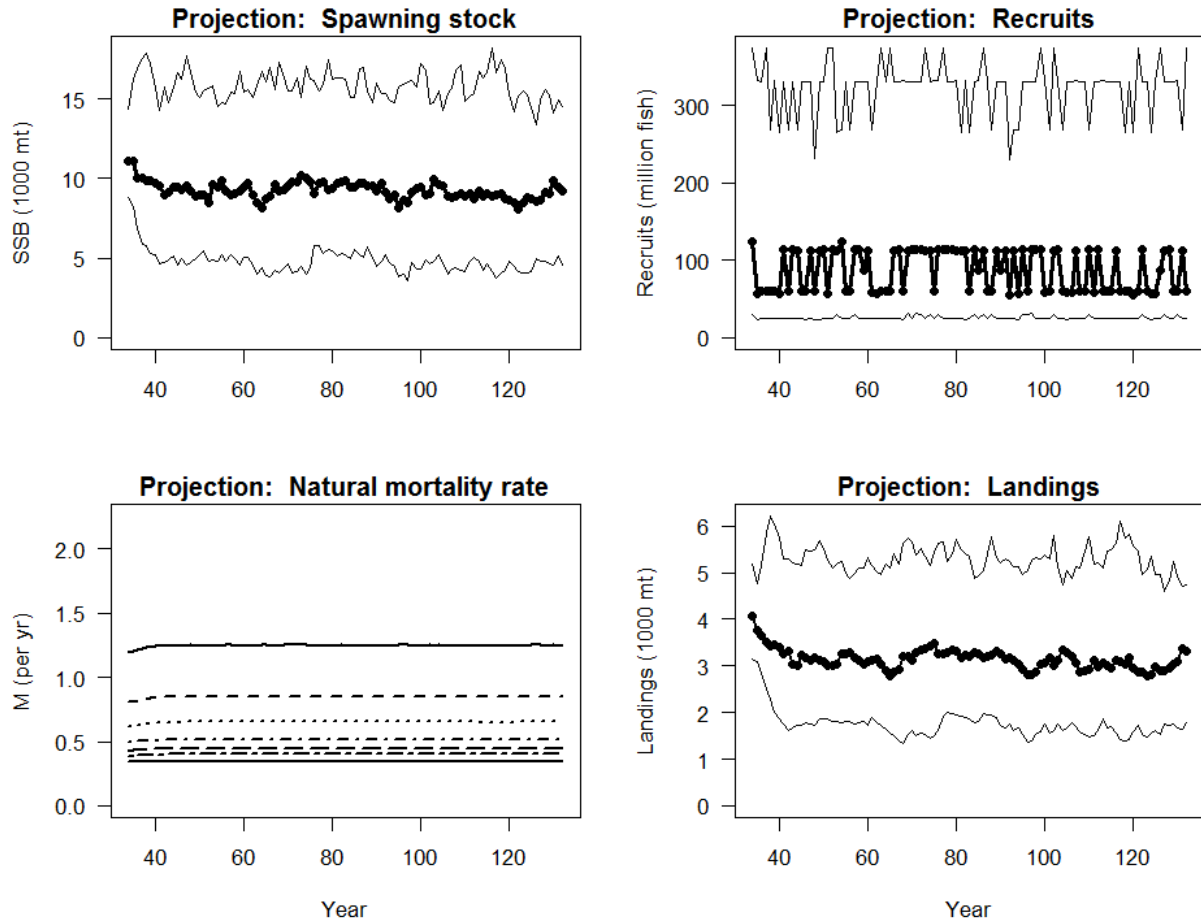 Projection:  Spawning stock
SSB (1000 mt)
15
10
5
0
40 60 80 100 120
Projection:  Recruits
Recruits (million fish)
300
200
100
0
40 60 80 100 120
Projection:  Natural mortality rate
M (per yr)
2.0
1.5
1.0
0.5
0.0
40 60 80 100 120
Year
Projection:  Landings
Landings (1000 mt)
6
5
4
3
2
1
0
40 60 80 100 120
Year